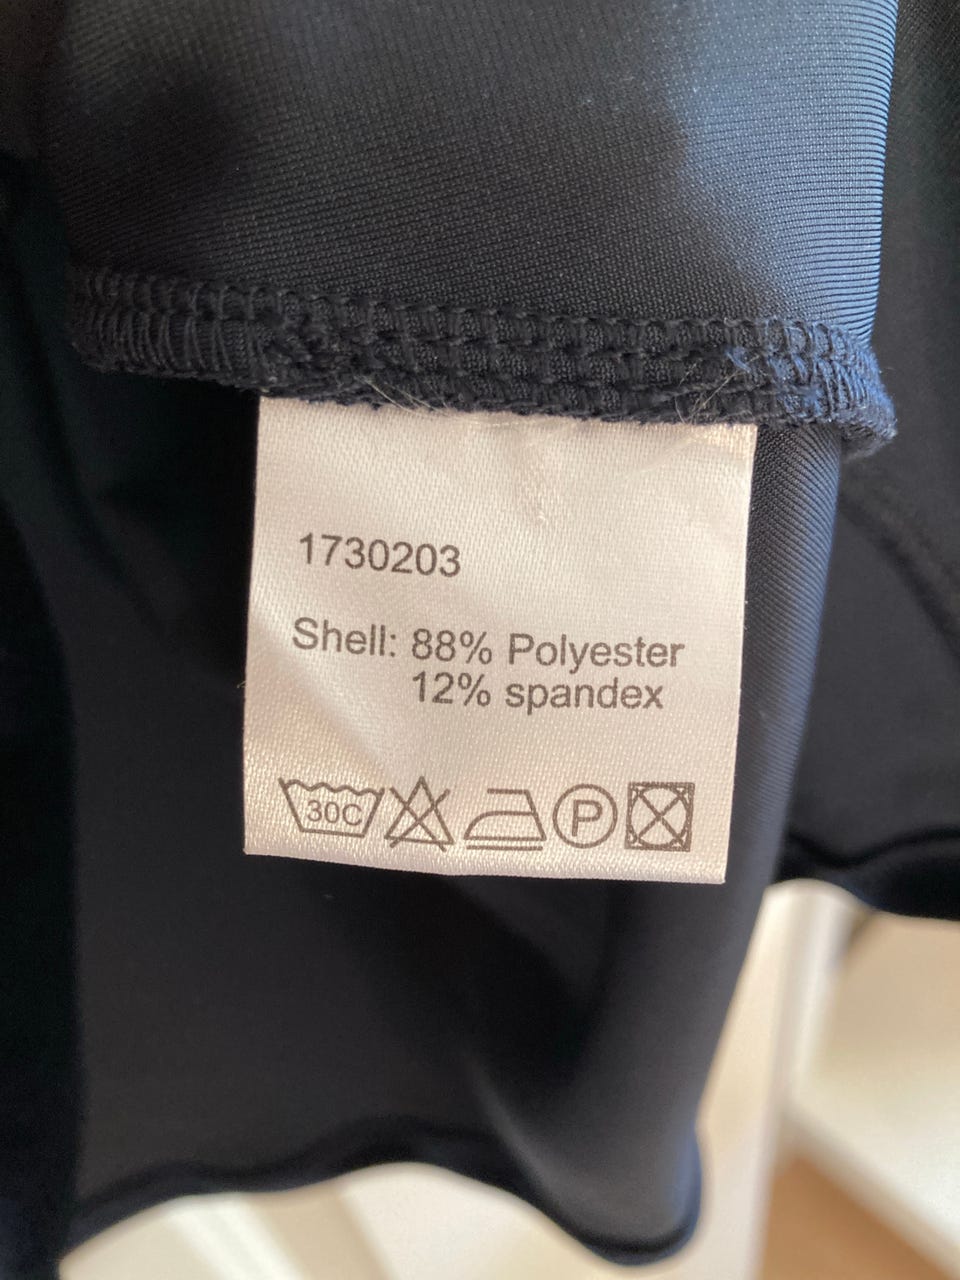 1730203
Shell: 88% Polyester
12% spandex
30C P